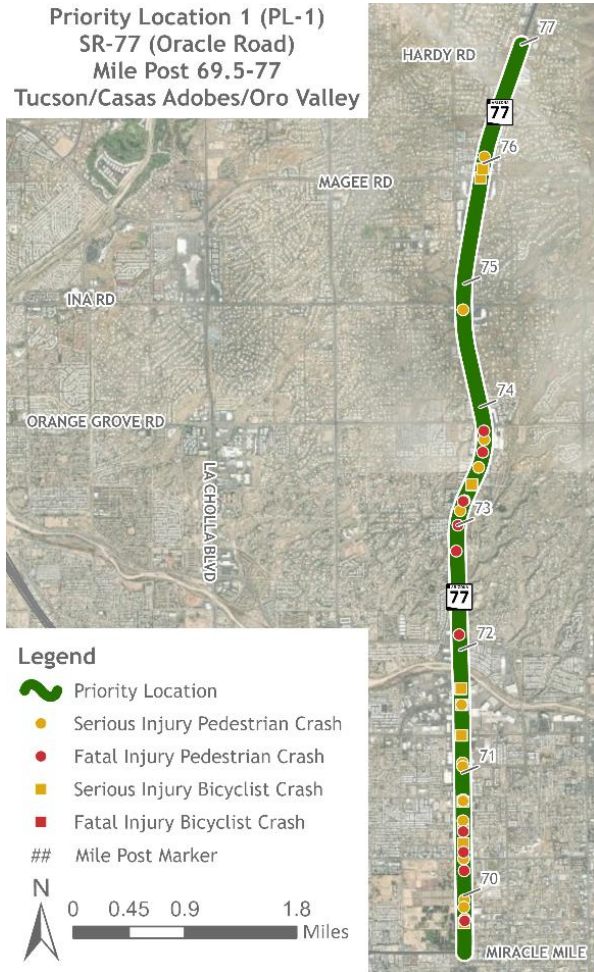 Priority Location 1 (PL-1)
SR-77 (Oracle Road)
Mile Post 69.5-77
Tucson/Casas Adobes/Oro Valley
HARDY RD
77
ARIZONA
77
76
MAGEE RD
75
INA RD
74
ORANGE GROVE RD
LA CHOLLA BLVD
73
ARIZONA
77
72
71
70
MIRACLE MILE
Legend
Priority Location
Serious Injury Pedestrian Crash
Fatal Injury Pedestrian Crash
Serious Injury Bicyclist Crash
Fatal Injury Bicyclist Crash
## Mile Post Marker
N
0 0.45 0.9 1.8
Miles